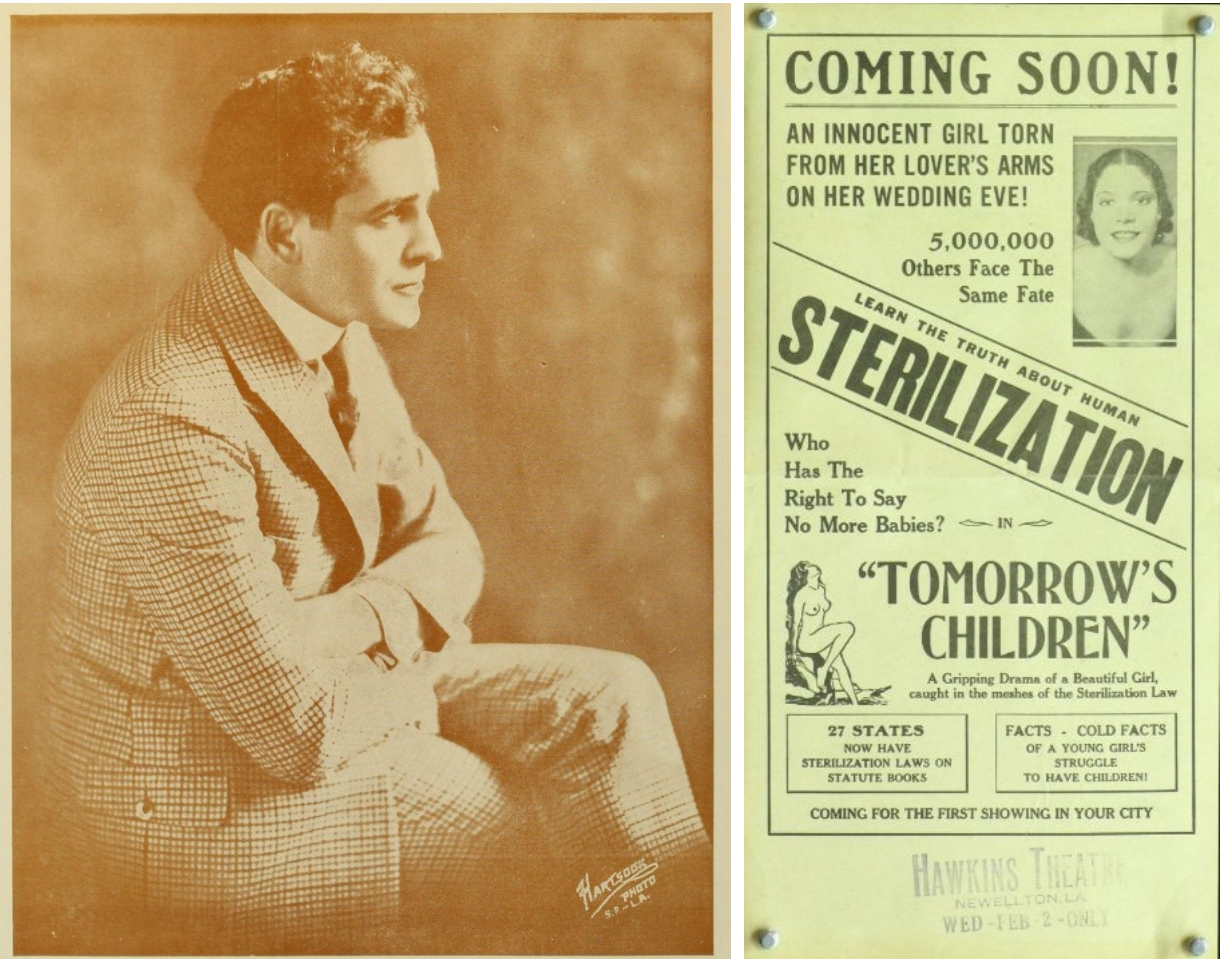 HARTSOOK
PHOTO
S.F.-L.A.
COMING SOON!
AN INNOCENT GIRL TORN
FROM HER LOVER'S ARMS
ON HER WEDDING EVE!
5,000,000
Others Face The
Same Fate
LEARN THE TRUTH ABOUT HUMAN
STERILIZATION
Who
Has The
Right To Say
No More Babies?
IN
"TOMORROW'S
CHILDREN"
A Gripping Drama of a Beautiful Girl,
caught in the meshes of the Sterilization Law
27 STATES
NOW HAVE
STERILIZATION LAWS ON
STATUTE BOOKS
FACTS - COLD FACTS
OF A YOUNG GIRL'S
STRUGGLE
TO HAVE CHILDREN!
COMING FOR THE FIRST SHOWING IN YOUR CITY
HAWKINS THEATRE
NEWELLTON, LA.
WED-FEB-2-ONLY